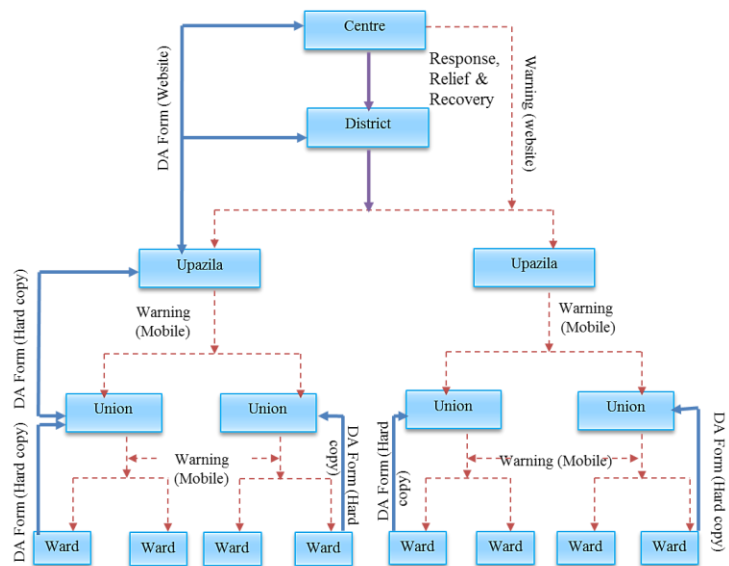 Centre
DA Form (Website)
Response,
Relief &
Recovery
Warning (website)
District
Upazila
Upazila
DA Form (Hard copy)
Warning
(Mobile)
Warning
(Mobile)
Union
Union
Union
Union
DA Form (Hard copy)
Warning
(Mobile)
DA Form (Hard
copy)
DA Form (Hard
copy)
Warning (Mobile)
DA Form (Hard copy)
Ward
Ward
Ward
Ward
Ward
Ward
Ward
Ward